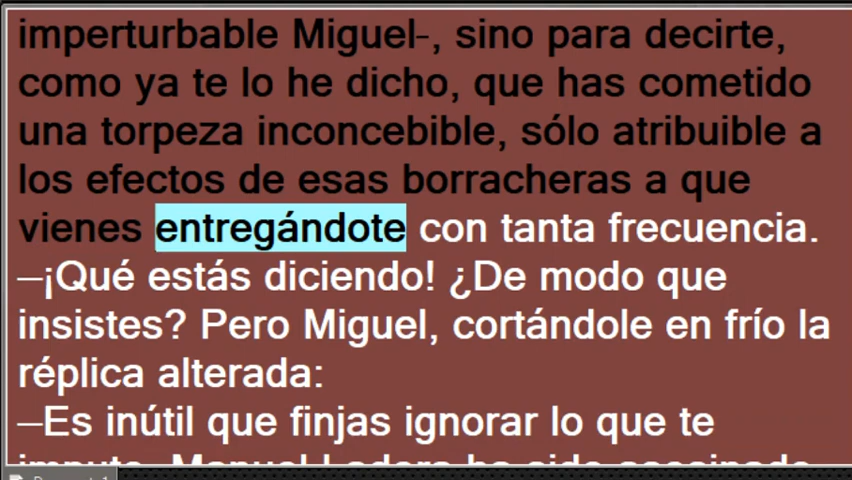 imperturbable Miguel-, sino para decirte,
como ya te lo he dicho, que has cometido
una torpeza inconcebible, sólo atribuible a
los efectos de esas borracheras a que
vienes entregándote con tanta frecuencia.
—¡Qué estás diciendo! ¿De modo que
insistes? Pero Miguel, cortándole en frío la
réplica alterada:
—Es inútil que finjas ignorar lo que te